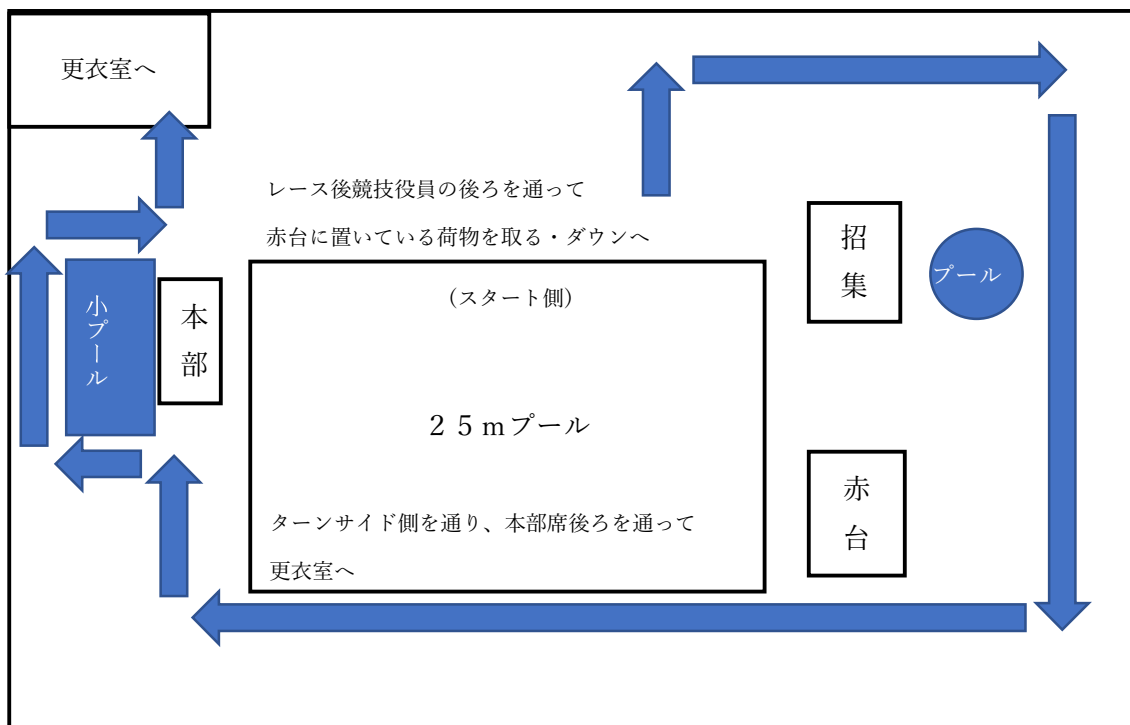 更衣室へ
レース後競技役員の後ろを通って
赤台に置いている荷物を取る・ダウンへ
招集
プール
(スタート側)
小プール
本部
２５ｍプール
赤台
ターンサイド側を通り、本部席後ろを通って
更衣室へ